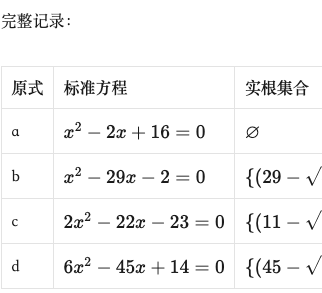 完整记录：
原式 标准方程 实根集合
a x² − 2x + 16 = 0 ∅
b x² − 29x − 2 = 0 {(29 − √
c 2x² − 22x − 23 = 0 {(11 − √
d 6x² − 45x + 14 = 0 {(45 − √